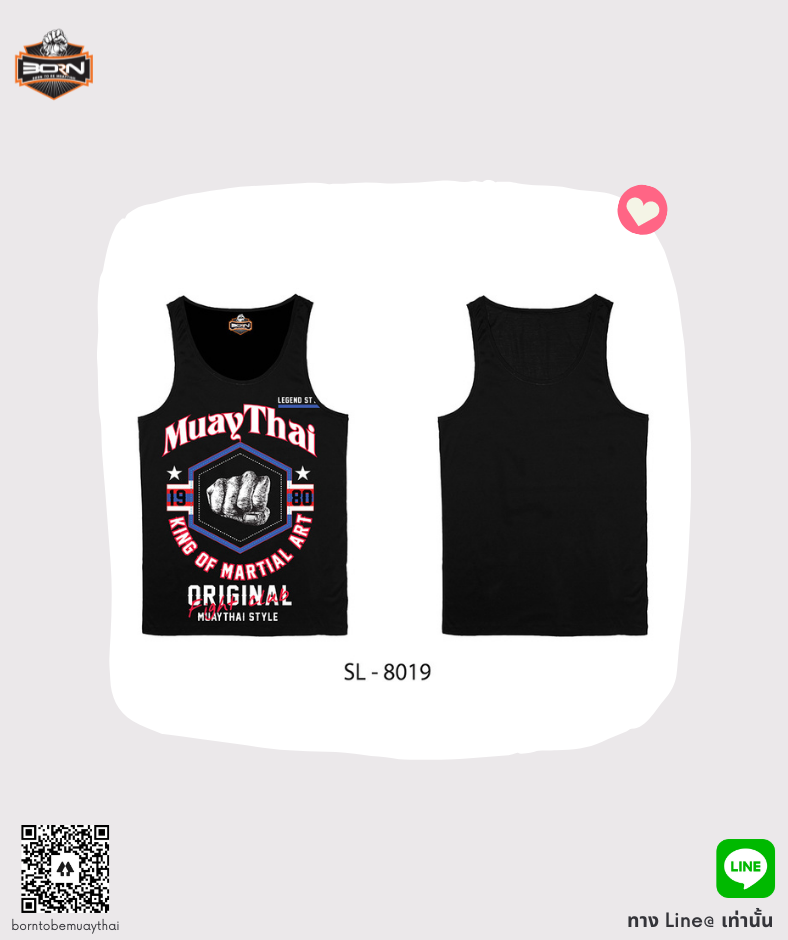 BORN
BORN
LEGEND ST.
MuayThai
19 80
KING OF MARTIAL ART
ORIGINAL
Fight club
MUAYTHAI STYLE
SL - 8019
borntobemuaythai
LINE
ทาง Line@ เท่านั้น